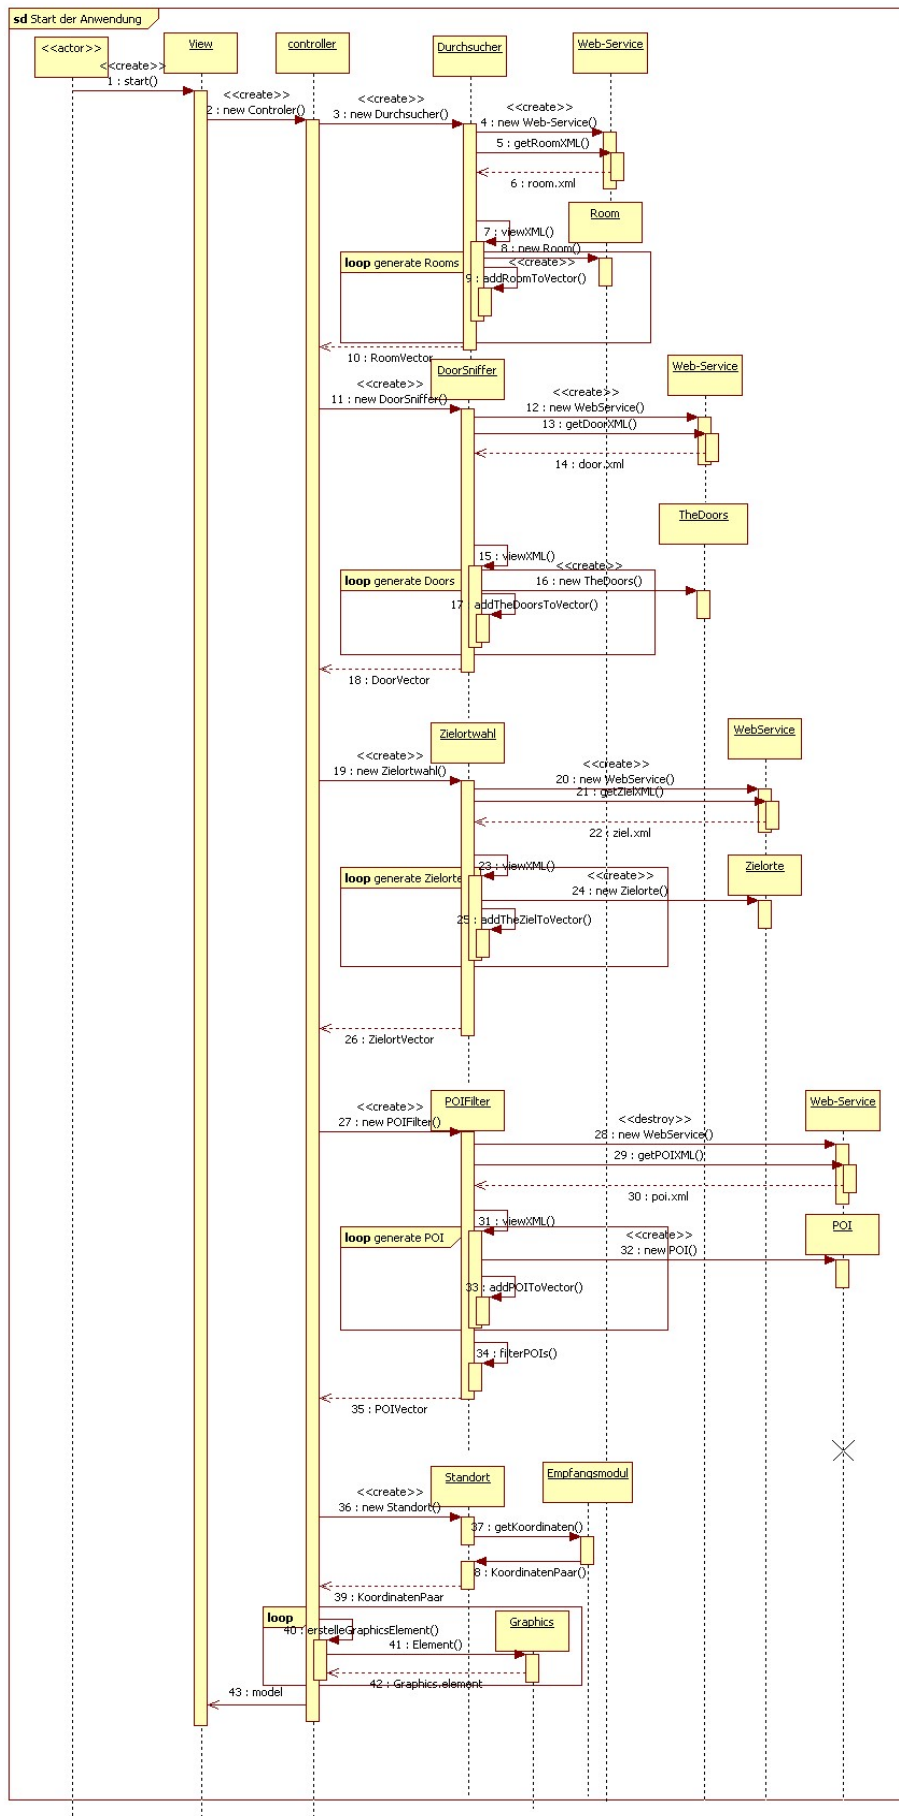 sd Start der Anwendung
<<actor>>
View
controller
Durchsucher
Web-Service
<<create>>
1 : start()
<<create>>
2 : new Controler()
<<create>>
3 : new Durchsucher()
<<create>>
4 : new Web-Service()
5 : getRoomXML()
6 : room.xml
Room
7 : viewXML()
8 : new Room()
<<create>>
loop generate Rooms
9 : addRoomToVector()
10 : RoomVector
DoorSniffer
Web-Service
<<create>>
11 : new DoorSniffer()
<<create>>
12 : new WebService()
13 : getDoorXML()
14 : door.xml
TheDoors
15 : viewXML()
<<create>>
16 : new TheDoors()
loop generate Doors
17 : addTheDoorsToVector()
18 : DoorVector
Zielortwahl
WebService
<<create>>
19 : new Zielortwahl()
<<create>>
20 : new WebService()
21 : getZielXML()
22 : ziel.xml
23 : viewXML()
Zielorte
loop generate Zielorte
<<create>>
24 : new Zielorte()
25 : addTheZielToVector()
26 : ZielortVector
POIFilter
Web-Service
<<create>>
27 : new POIFilter()
<<destroy>>
28 : new WebService()
29 : getPOIXML()
30 : poi.xml
31 : viewXML()
POI
loop generate POI
<<create>>
32 : new POI()
33 : addPOIToVector()
34 : filterPOIs()
35 : POIVector
Standort
Empfangsmodul
<<create>>
36 : new Standort()
37 : getKoordinaten()
8 : KoordinatenPaar()
39 : KoordinatenPaar
loop
Graphics
40 : erstelleGraphicsElement()
41 : Element()
42 : Graphics.element
43 : model